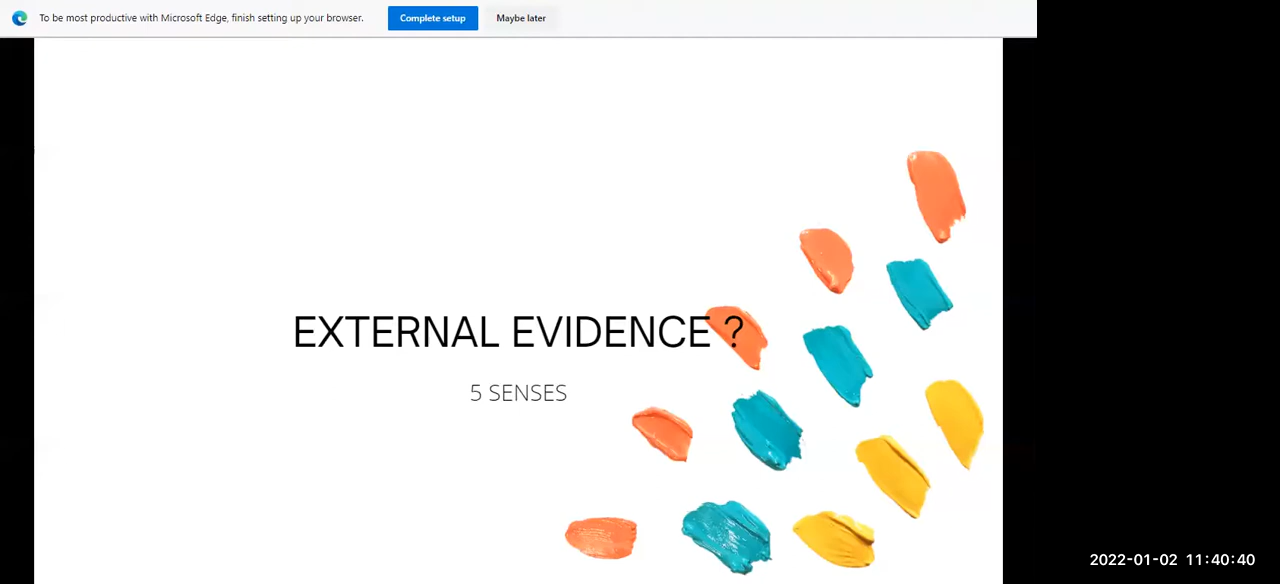 To be most productive with Microsoft Edge, finish setting up your browser. Complete setup Maybe later
EXTERNAL EVIDENCE ?
5 SENSES
2022-01-02 11:40:40